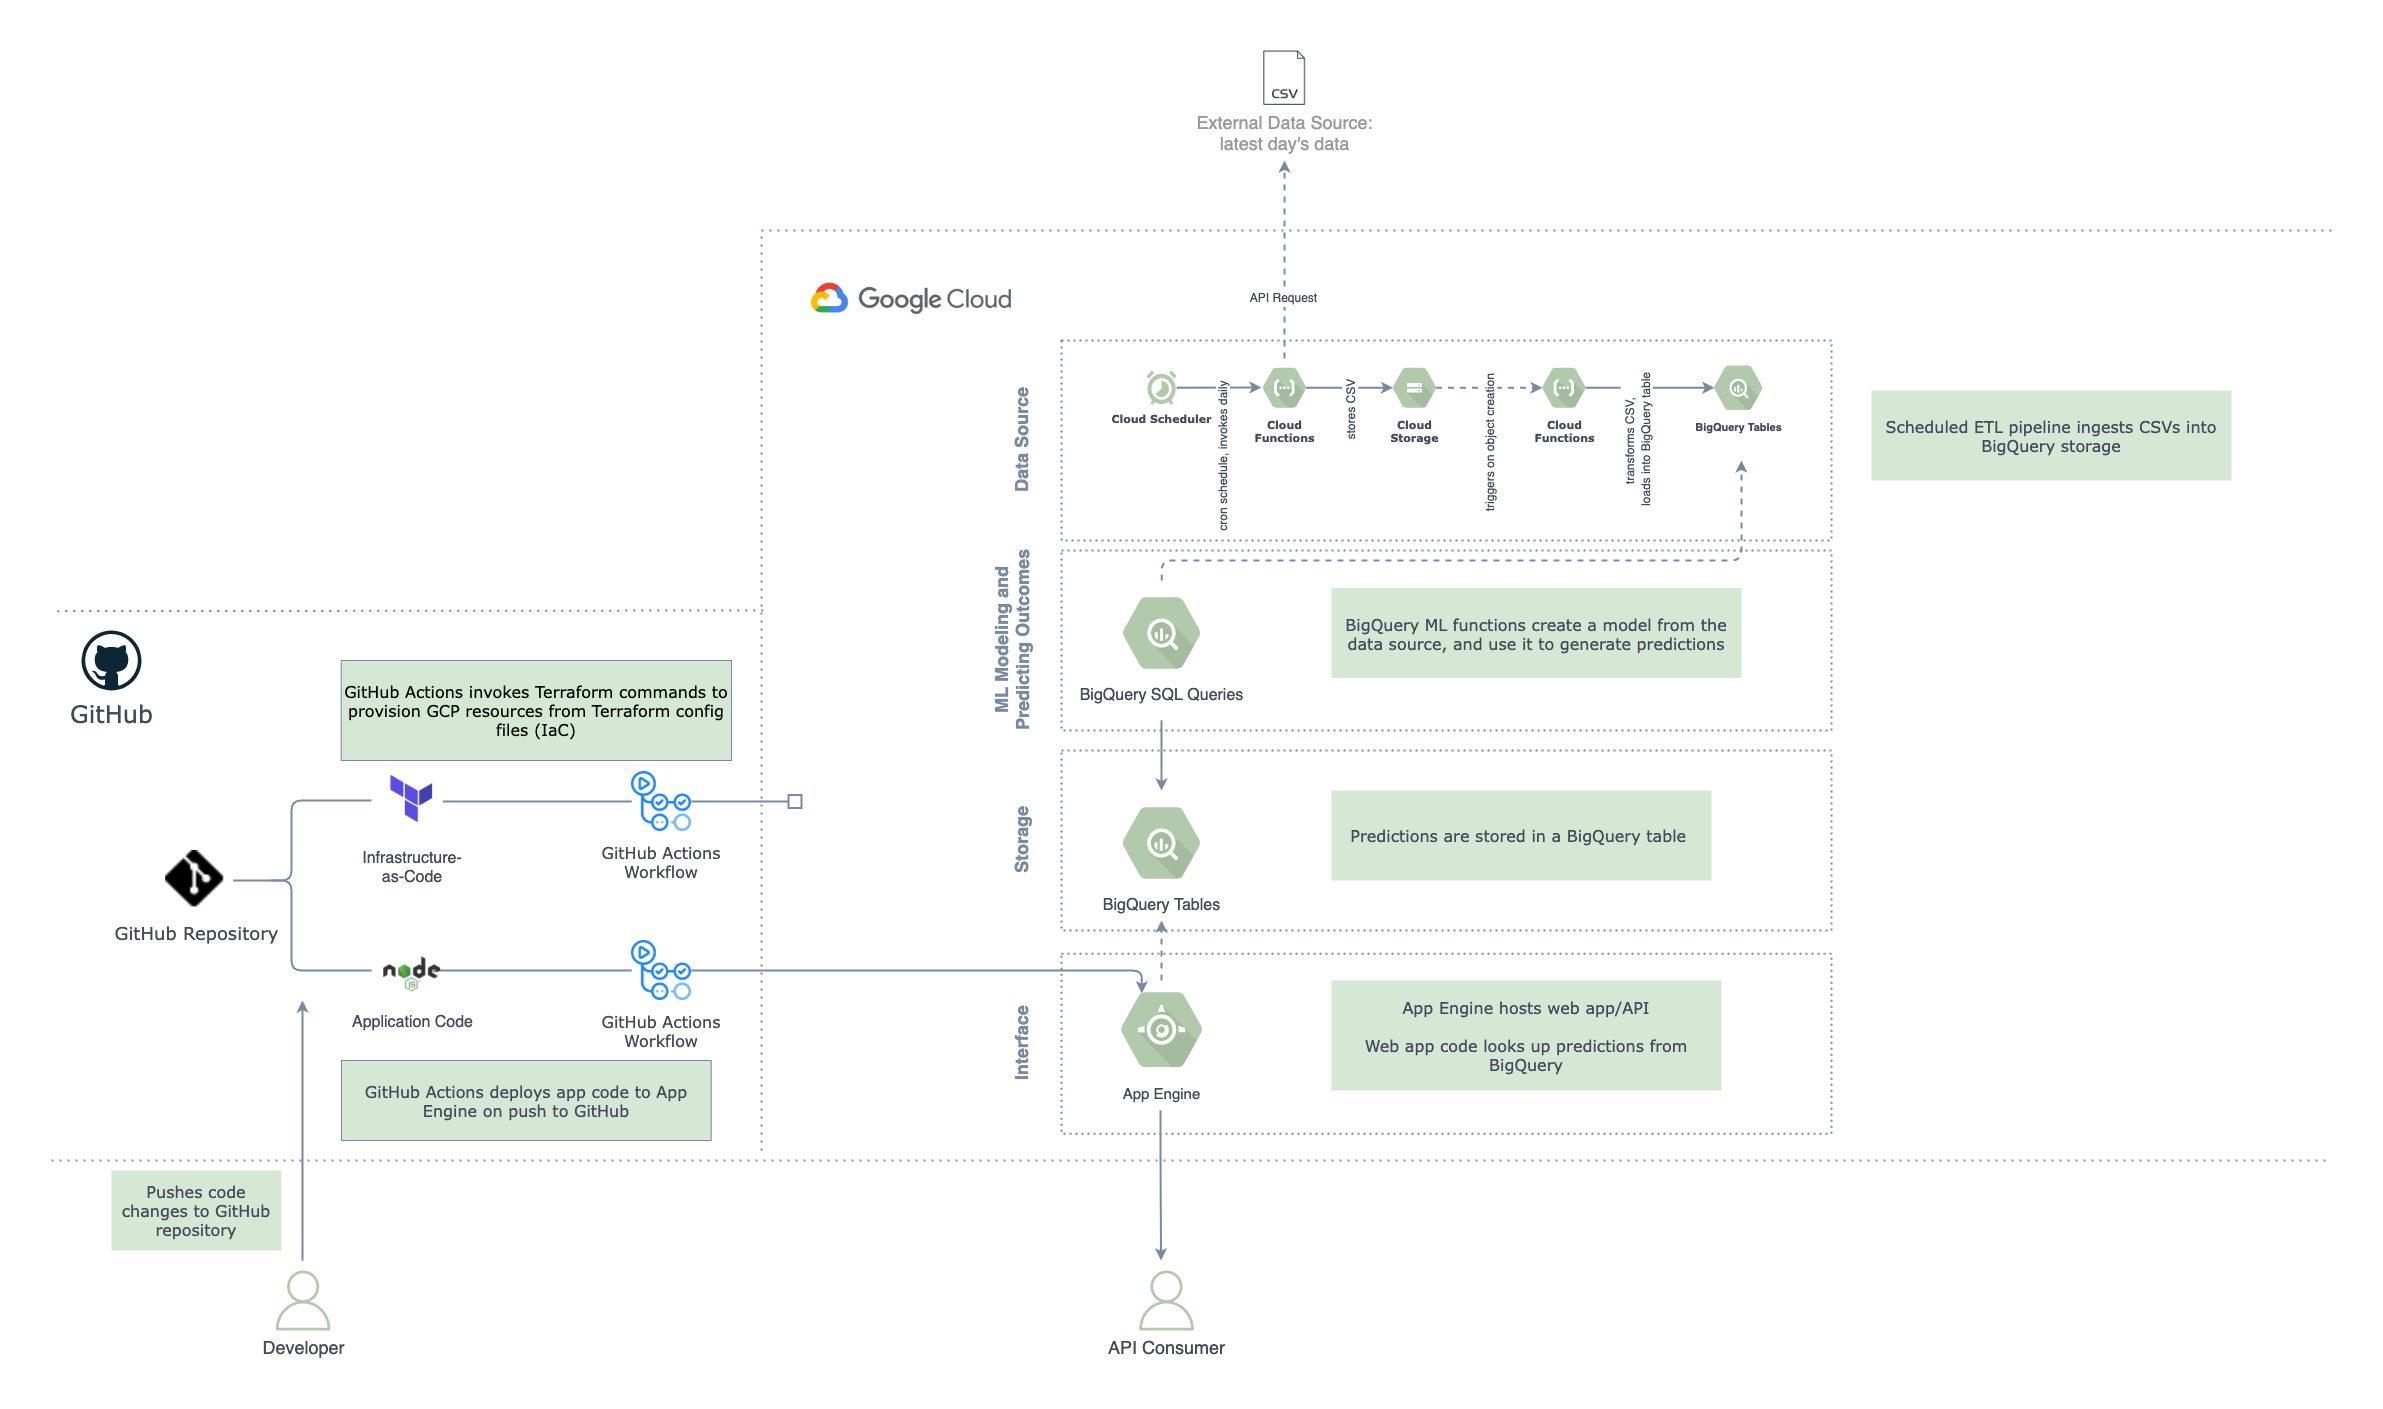 CSV
External Data Source:
latest day's data
Google Cloud
API Request
Data Source
Cloud Scheduler
cron schedule, invokes daily
Cloud
Functions
stores CSV
Cloud
Storage
triggers on object creation
Cloud
Functions
transforms CSV,
loads into BigQuery table
BigQuery Tables
Scheduled ETL pipeline ingests CSVs into
BigQuery storage
ML Modeling and
Predicting Outcomes
BigQuery SQL Queries
BigQuery ML functions create a model from the
data source, and use it to generate predictions
GitHub
GitHub Actions invokes Terraform commands to
provision GCP resources from Terraform config
files (IaC)
Infrastructure-
as-Code
GitHub Actions
Workflow
Storage
BigQuery Tables
Predictions are stored in a BigQuery table
GitHub Repository
node
JS
Application Code
GitHub Actions
Workflow
GitHub Actions deploys app code to App
Engine on push to GitHub
Interface
App Engine
App Engine hosts web app/API
Web app code looks up predictions from
BigQuery
Pushes code
changes to GitHub
repository
Developer
API Consumer